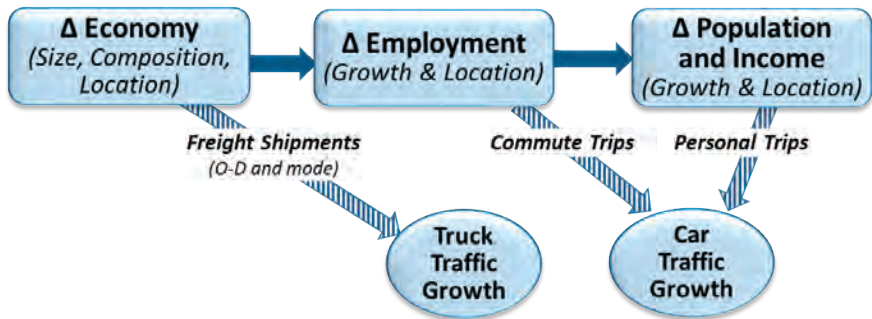 Δ Economy
(Size, Composition,
Location)
Δ Employment
(Growth & Location)
Δ Population
and Income
(Growth & Location)
Freight Shipments
(O-D and mode)
Commute Trips
Personal Trips
Truck
Traffic
Growth
Car
Traffic
Growth